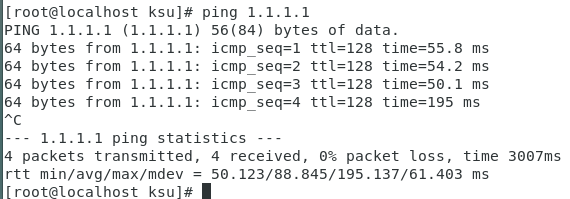 [root@localhost ksu]# ping 1.1.1.1
PING 1.1.1.1 (1.1.1.1) 56(84) bytes of data.
64 bytes from 1.1.1.1: icmp_seq=1 ttl=128 time=55.8 ms
64 bytes from 1.1.1.1: icmp_seq=2 ttl=128 time=54.2 ms
64 bytes from 1.1.1.1: icmp_seq=3 ttl=128 time=50.1 ms
64 bytes from 1.1.1.1: icmp_seq=4 ttl=128 time=195 ms
^C
--- 1.1.1.1 ping statistics ---
4 packets transmitted, 4 received, 0% packet loss, time 3007ms
rtt min/avg/max/mdev = 50.123/88.845/195.137/61.403 ms
[root@localhost ksu]#